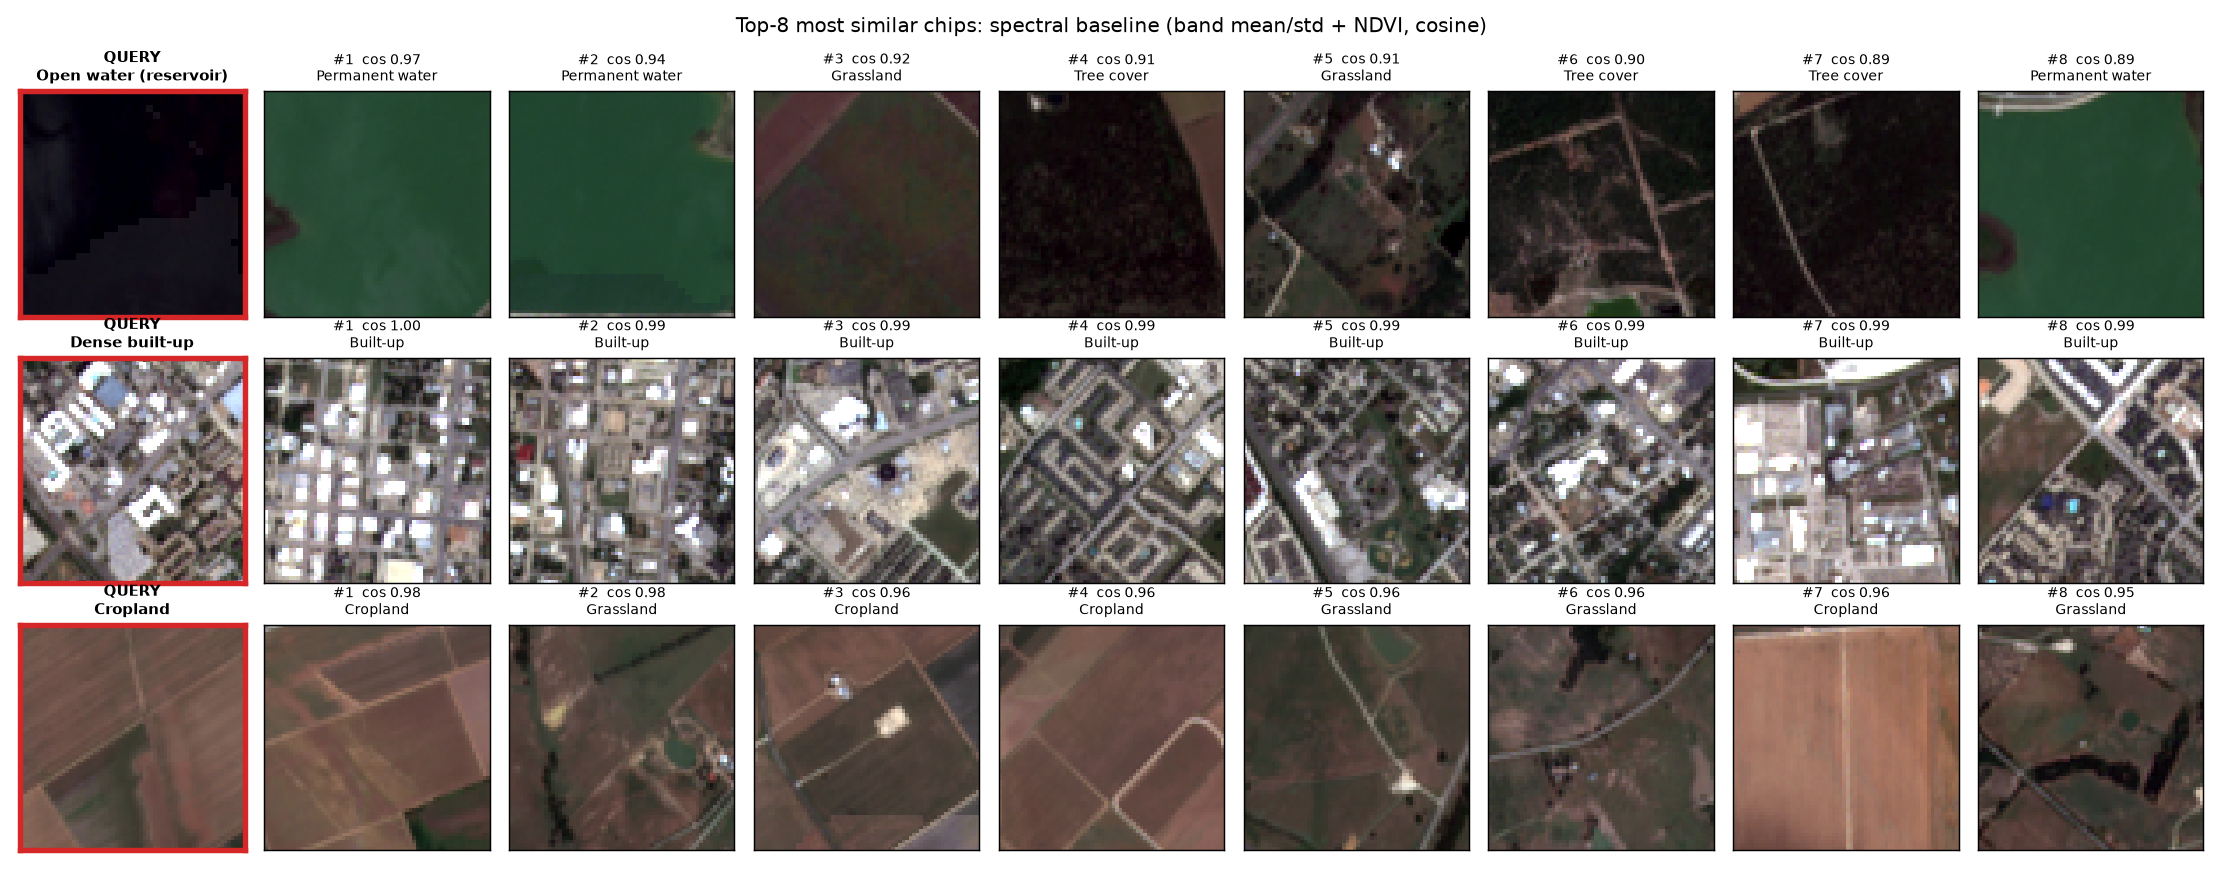 Top-8 most similar chips: spectral baseline (band mean/std + NDVI, cosine)
QUERY
Open water (reservoir)
#1 cos 0.97
Permanent water
#2 cos 0.94
Permanent water
#3 cos 0.92
Grassland
#4 cos 0.91
Tree cover
#5 cos 0.91
Grassland
#6 cos 0.90
Tree cover
#7 cos 0.89
Tree cover
#8 cos 0.89
Permanent water
QUERY
Dense built-up
#1 cos 1.00
Built-up
#2 cos 0.99
Built-up
#3 cos 0.99
Built-up
#4 cos 0.99
Built-up
#5 cos 0.99
Built-up
#6 cos 0.99
Built-up
#7 cos 0.99
Built-up
#8 cos 0.99
Built-up
QUERY
Cropland
#1 cos 0.98
Cropland
#2 cos 0.98
Grassland
#3 cos 0.96
Cropland
#4 cos 0.96
Cropland
#5 cos 0.96
Grassland
#6 cos 0.96
Grassland
#7 cos 0.96
Cropland
#8 cos 0.95
Grassland